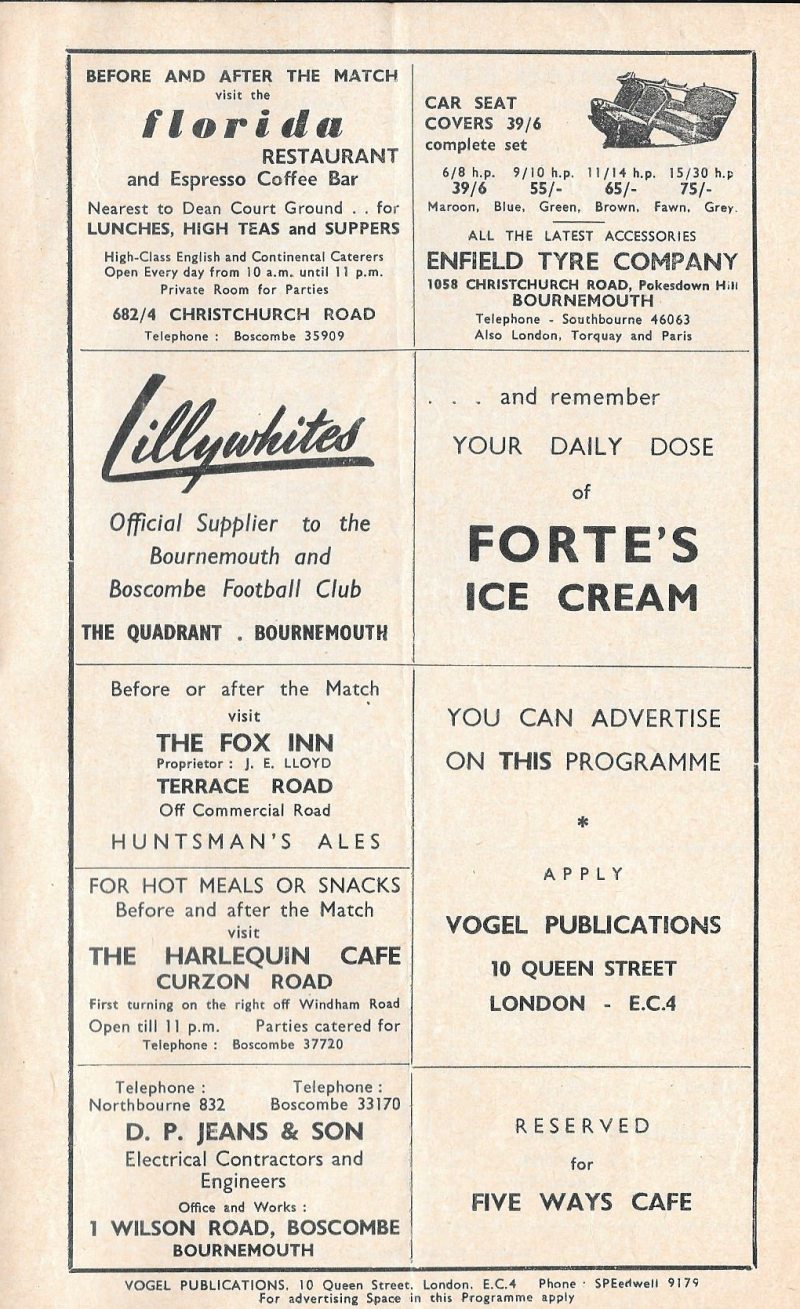 BEFORE AND AFTER THE MATCH
visit the
florida
RESTAURANT
and Espresso Coffee Bar
Nearest to Dean Court Ground . . for
LUNCHES, HIGH TEAS and SUPPERS
High-Class English and Continental Caterers
Open Every day from 10 a.m. until 11 p.m.
Private Room for Parties
682/4 CHRISTCHURCH ROAD
Telephone : Boscombe 35909
CAR SEAT
COVERS 39/6
complete set
6/8 h.p. 9/10 h.p. 11/14 h.p. 15/30 h.p
39/6 55/- 65/- 75/-
Maroon, Blue, Green, Brown, Fawn, Grey.
ALL THE LATEST ACCESSORIES
ENFIELD TYRE COMPANY
1058 CHRISTCHURCH ROAD, Pokesdown Hill
BOURNEMOUTH
Telephone - Southbourne 46063
Also London, Torquay and Paris
Lillywhites
Official Supplier to the
Bournemouth and
Boscombe Football Club
THE QUADRANT . BOURNEMOUTH
. . . and remember
YOUR DAILY DOSE
of
FORTE'S
ICE CREAM
Before or after the Match
visit
THE FOX INN
Proprietor : J. E. LLOYD
TERRACE ROAD
Off Commercial Road
HUNTSMAN'S ALES
FOR HOT MEALS OR SNACKS
Before and after the Match
visit
THE HARLEQUIN CAFE
CURZON ROAD
First turning on the right off Windham Road
Open till 11 p.m. Parties catered for
Telephone : Boscombe 37720
YOU CAN ADVERTISE
ON THIS PROGRAMME
*
APPLY
VOGEL PUBLICATIONS
10 QUEEN STREET
LONDON - E.C.4
Telephone : Telephone :
Northbourne 832 Boscombe 33170
D. P. JEANS & SON
Electrical Contractors and
Engineers
Office and Works :
1 WILSON ROAD, BOSCOMBE
BOURNEMOUTH
RESERVED
for
FIVE WAYS CAFE
VOGEL PUBLICATIONS, 10 Queen Street, London, E.C.4 Phone · SPEedwell 9179
For advertising Space in this Programme apply